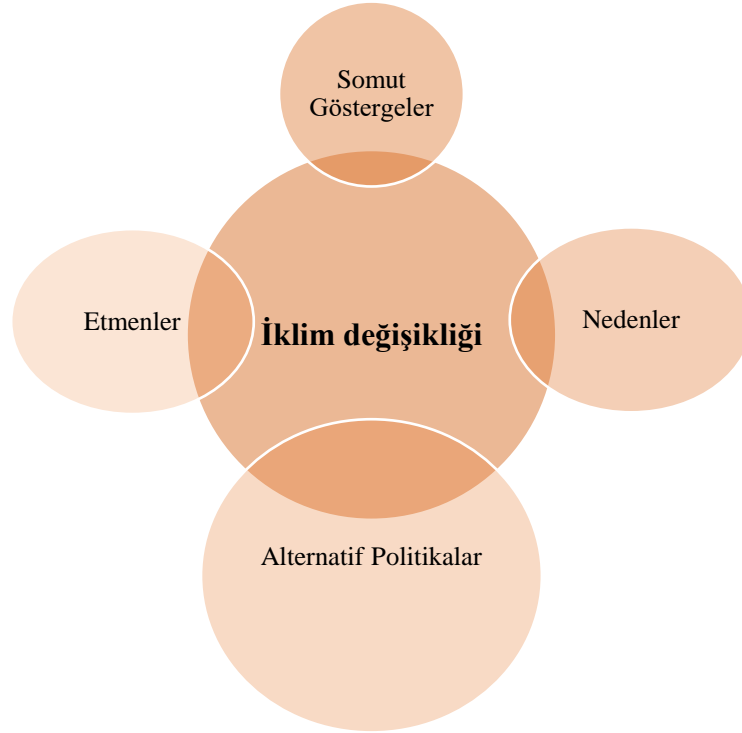 Somut
Göstergeler
Etmenler
İklim değişikliği
Nedenler
Alternatif Politikalar